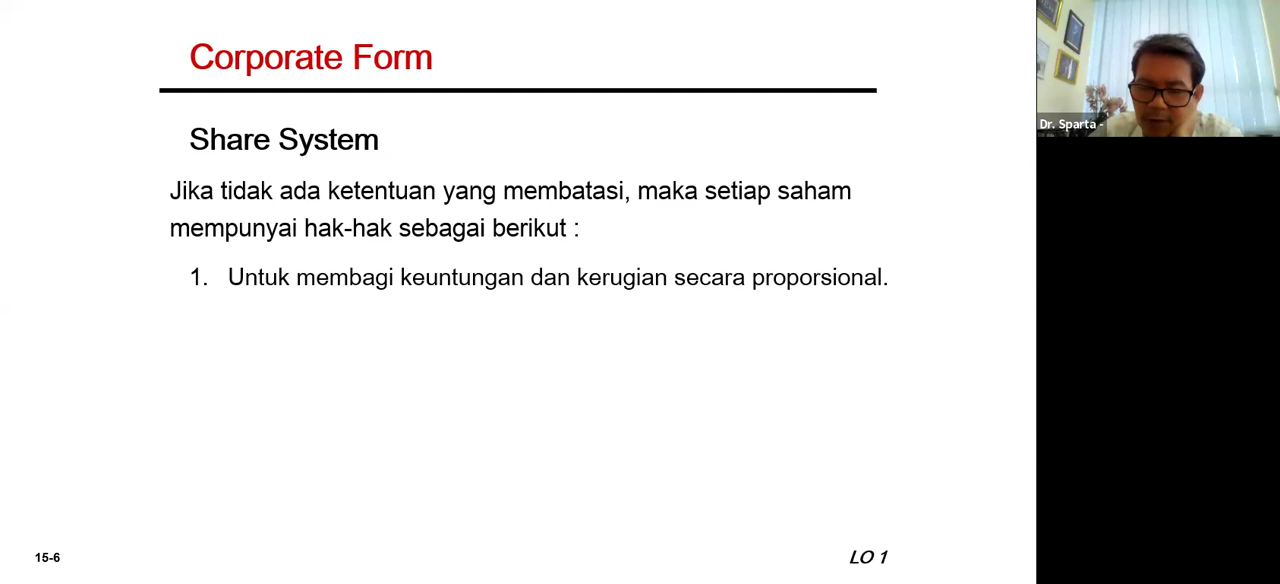 Corporate Form
Share System
Jika tidak ada ketentuan yang membatasi, maka setiap saham
mempunyai hak-hak sebagai berikut :
1. Untuk membagi keuntungan dan kerugian secara proporsional.
15-6
LO 1
Dr. Sparta -